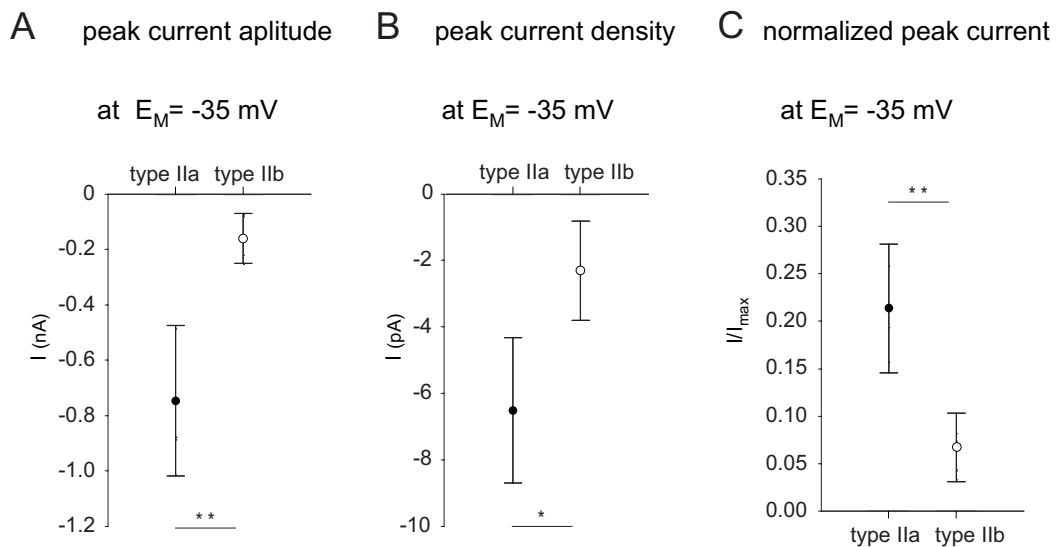 A peak current aplitude
at E_M= -35 mV
type IIa type IIb
0
-0.2
-0.4
-0.6
-0.8
-1.0
-1.2
I (nA)
**
B peak current density
at E_M= -35 mV
type IIa type IIb
0
-2
-4
-6
-8
-10
I (pA)
*
C normalized peak current
at E_M= -35 mV
0.35
0.30
0.25
0.20
0.15
0.10
0.05
0.00
I/I_max
**
type IIa type IIb